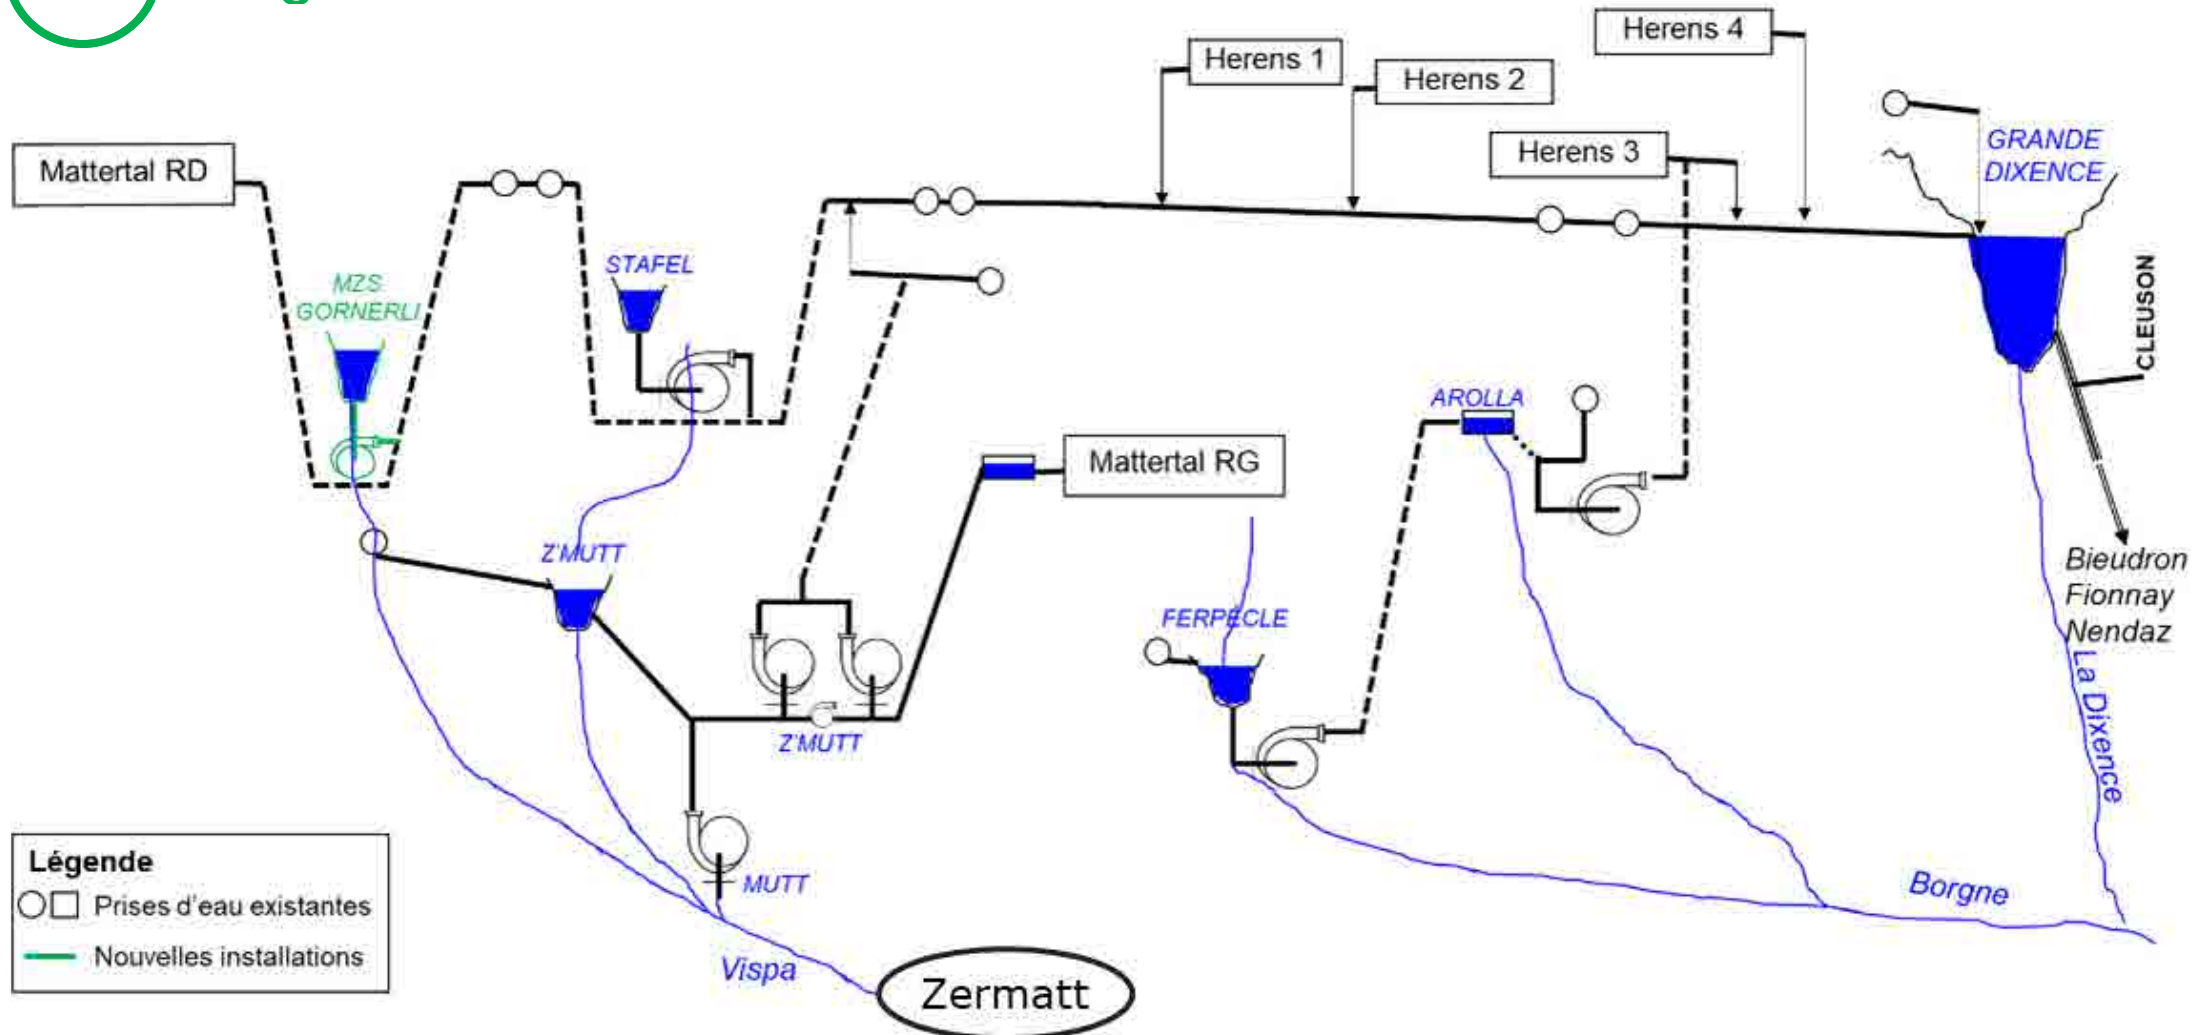 Herens 4
Herens 1
Herens 2
GRANDE
DIXENCE
Herens 3
Mattertal RD
STAFEL
MZS
GORNERLI
CLEUSON
AROLLA
Mattertal RG
Z'MUTT
Bieudron
Fionnay
Nendaz
FERPECLE
La Dixence
Z'MUTT
Légende
Prises d'eau existantes
Nouvelles installations
MUTT
Borgne
Vispa
Zermatt